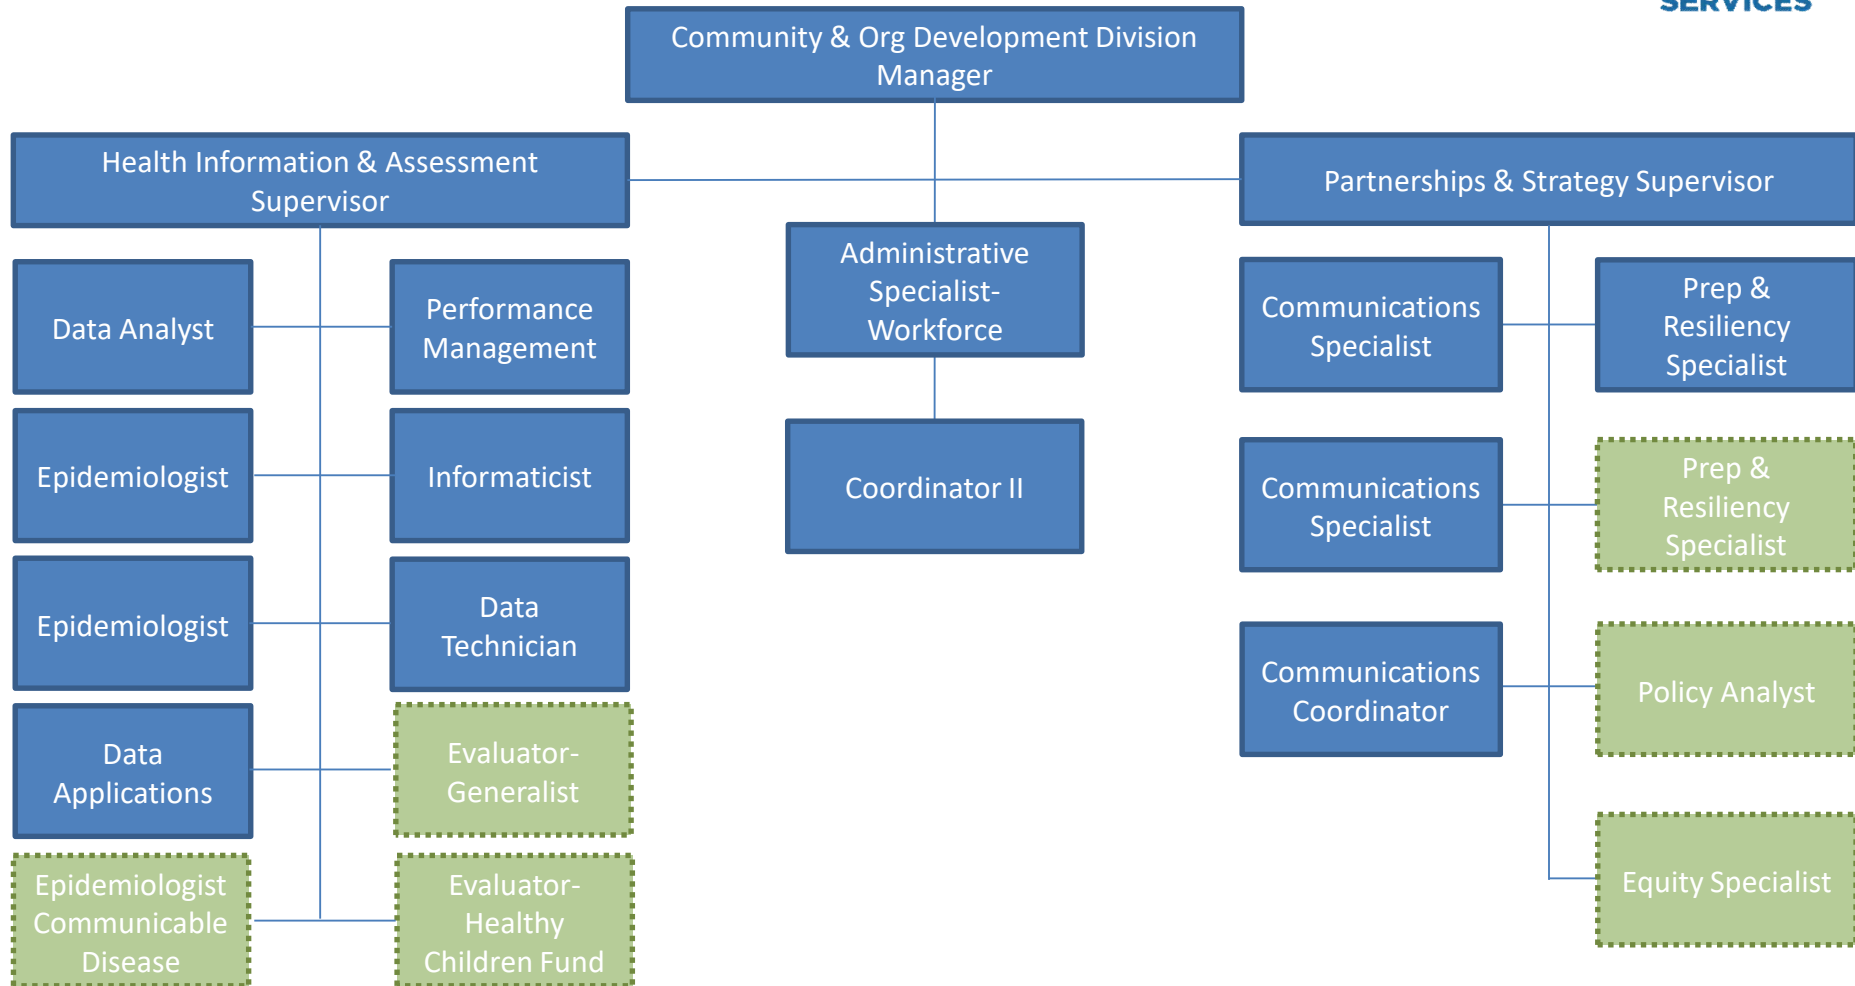 SERVICES
Community & Org Development Division
Manager
Health Information & Assessment
Supervisor
Partnerships & Strategy Supervisor
Administrative
Specialist-
Workforce
Coordinator II
Data Analyst
Performance
Management
Epidemiologist
Informaticist
Epidemiologist
Data
Technician
Data
Applications
Evaluator-
Generalist
Epidemiologist
Communicable
Disease
Evaluator-
Healthy
Children Fund
Communications
Specialist
Prep &
Resiliency
Specialist
Communications
Specialist
Prep &
Resiliency
Specialist
Communications
Coordinator
Policy Analyst
Equity Specialist